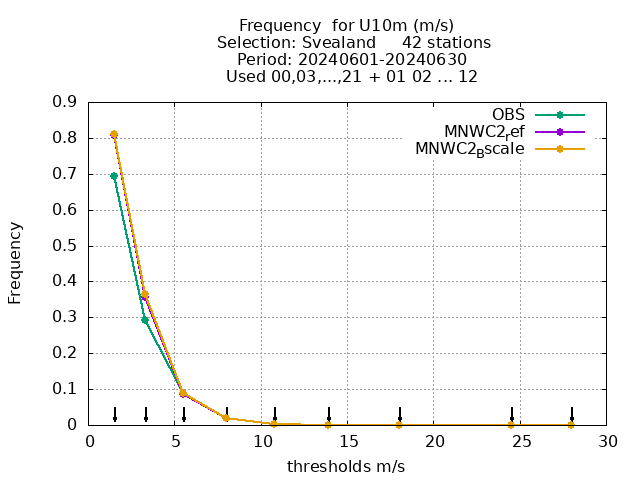 Frequency  for U10m (m/s)
Selection: Svealand     42 stations
Period: 20240601-20240630
Used 00,03,...,21 + 01 02 ... 12
OBS
MNWC2ref
MNWC2Bscale
Frequency
0.9
0.8
0.7
0.6
0.5
0.4
0.3
0.2
0.1
0
0 5 10 15 20 25 30
thresholds m/s